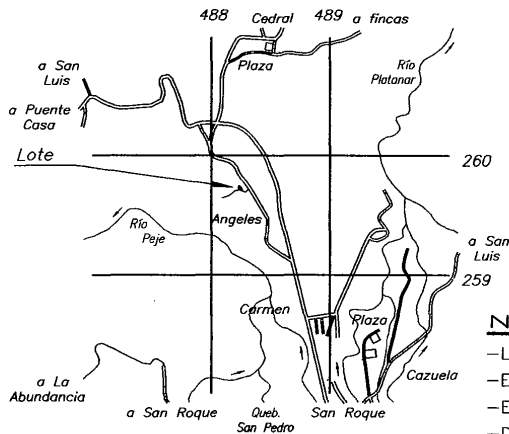 488
Cedral
489
a fincas
Plaza
Río
Platanar
a San
Luis
a Puente
Casa
Lote
260
Angeles
Río
Peje
a San
Luis
259
Carmen
Plaza
Cazuela
a La
Abundancia
a San Roque
Queb.
San Pedro
San Roque
N
-L
-E
-E